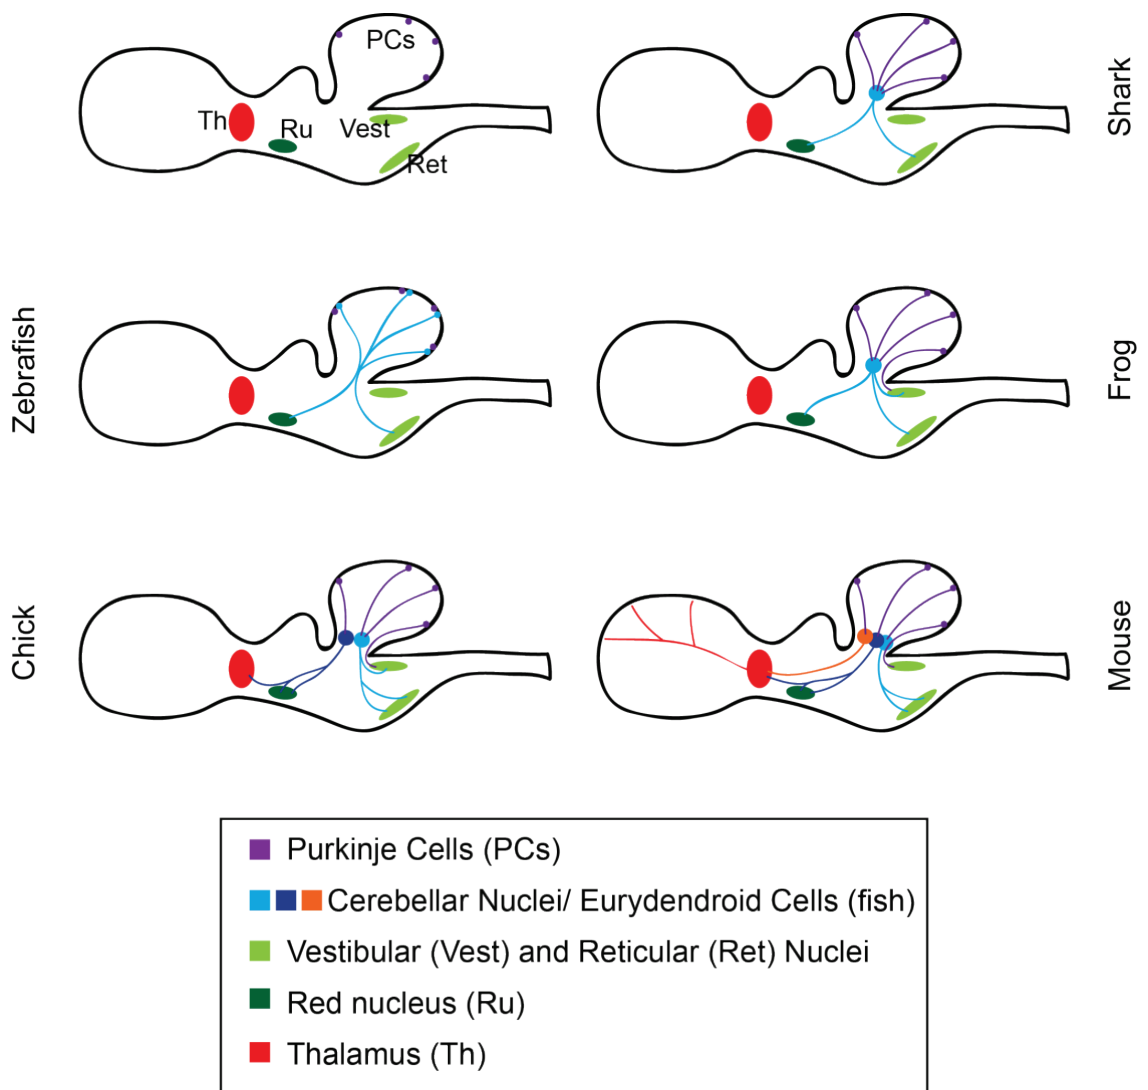 PCs
Th
Ru
Vest
Ret
Shark
Zebrafish
Frog
Chick
Mouse
Purkinje Cells (PCs)
Cerebellar Nuclei/ Eurydendroid Cells (fish)
Vestibular (Vest) and Reticular (Ret) Nuclei
Red nucleus (Ru)
Thalamus (Th)